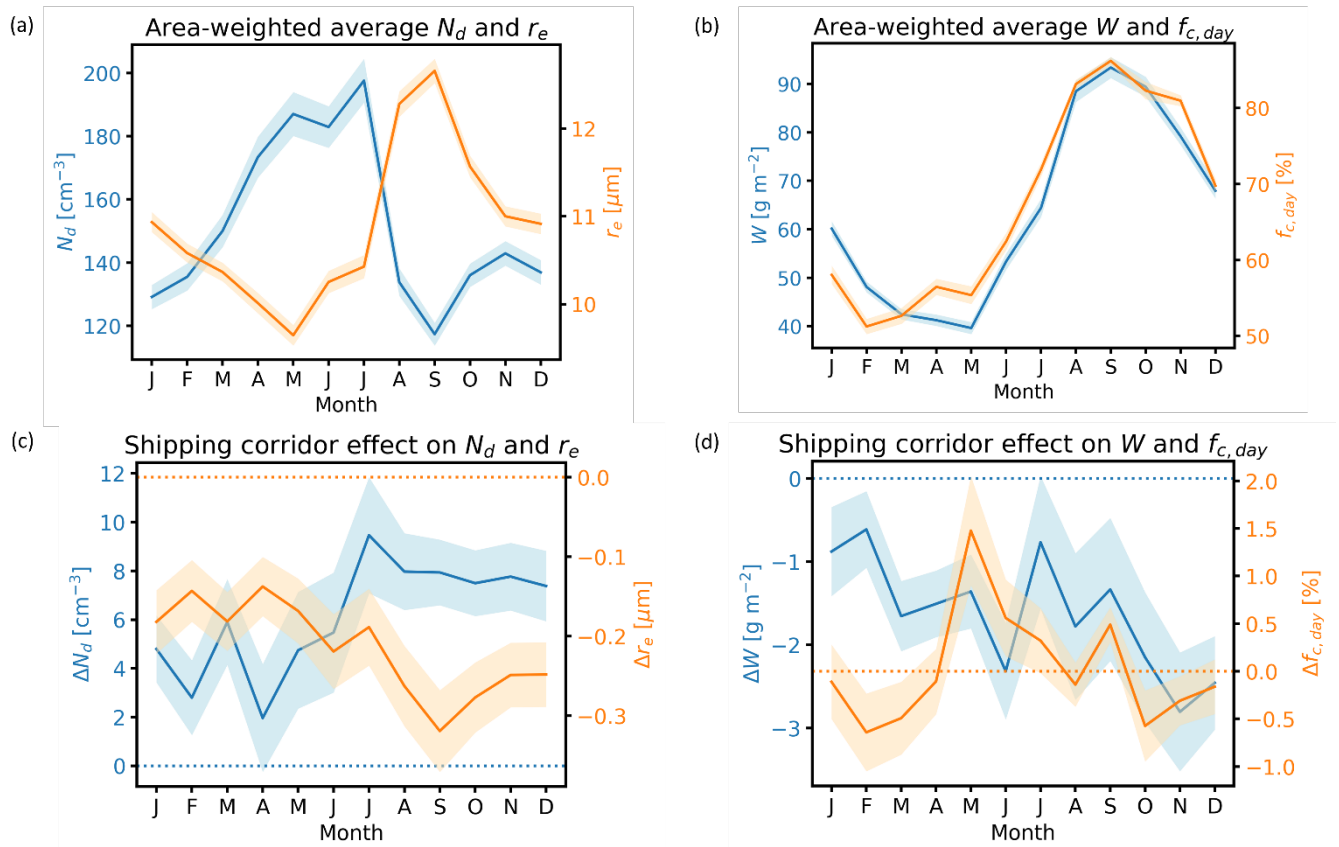 (a)
Area-weighted average N_d and r_e
200
180
160
140
120
N_d [cm⁻³]
12
11
10
r_e [μm]
J F M A M J J A S O N D
Month
(b)
Area-weighted average W and f_c,day
90
80
70
60
50
40
W [g m⁻²]
80
70
60
50
f_c,day [%]
J F M A M J J A S O N D
Month
(c)
Shipping corridor effect on N_d and r_e
12
10
8
6
4
2
0
ΔN_d [cm⁻³]
0.0
−0.1
−0.2
−0.3
Δr_e [μm]
J F M A M J J A S O N D
Month
(d)
Shipping corridor effect on W and f_c,day
0
−1
−2
−3
ΔW [g m⁻²]
2.0
1.5
1.0
0.5
0.0
−0.5
−1.0
Δf_c,day [%]
J F M A M J J A S O N D
Month